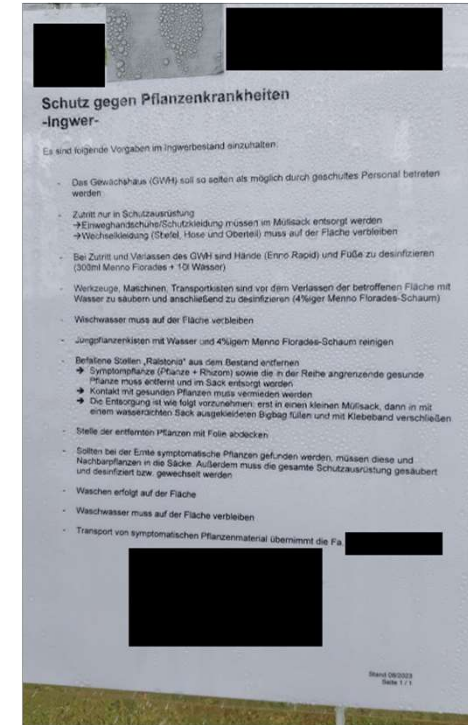 Schutz gegen Pflanzenkrankheiten
-Ingwer-
Es sind folgende Vorgaben im Ingwerbestand einzuhalten:
- Das Gewächshaus (GWH) soll so selten als möglich durch geschultes Personal betreten
werden
- Zutritt nur in Schutzausrüstung
→Einweghandschuhe/Schutzkleidung müssen im Müllsack entsorgt werden
→Wechselkleidung (Stiefel, Hose und Oberteil) muss auf der Fläche verbleiben
- Bei Zutritt und Verlassen des GWH sind Hände (Enno Rapid) und Füße zu desinfizieren
(300ml Menno Florades + 10l Wasser)
- Werkzeuge, Maschinen, Transportkisten sind vor dem Verlassen der betroffenen Fläche mit
Wasser zu säubern und anschließend zu desinfizieren (4%iger Menno Florades-Schaum)
- Wischwasser muss auf der Fläche verbleiben
- Jungpflanzenkisten mit Wasser und 4%igem Menno Florades-Schaum reinigen
- Befallene Stellen „Ralstonia“ aus dem Bestand entfernen
→ Symptompflanze (Pflanze + Rhizom) sowie die in der Reihe angrenzende gesunde
Pflanze muss entfernt und im Sack entsorgt werden
→ Kontakt mit gesunden Pflanzen muss vermieden werden
→ Die Entsorgung ist wie folgt vorzunehmen: erst in einen kleinen Müllsack, dann in mit
einem wasserdichten Sack ausgekleideten Bigbag füllen und mit Klebeband verschließen
- Stelle der entfernten Pflanzen mit Folie abdecken
- Sollten bei der Ernte symptomatische Pflanzen gefunden werden, müssen diese und
Nachbarpflanzen in die Säcke. Außerdem muss die gesamte Schutzausrüstung gesäubert
und desinfiziert bzw. gewechselt werden
- Waschen erfolgt auf der Fläche
- Waschwasser muss auf der Fläche verbleiben
- Transport von symptomatischen Pflanzenmaterial übernimmt die Fa.
Stand 08/2023
Seite 1 / 1